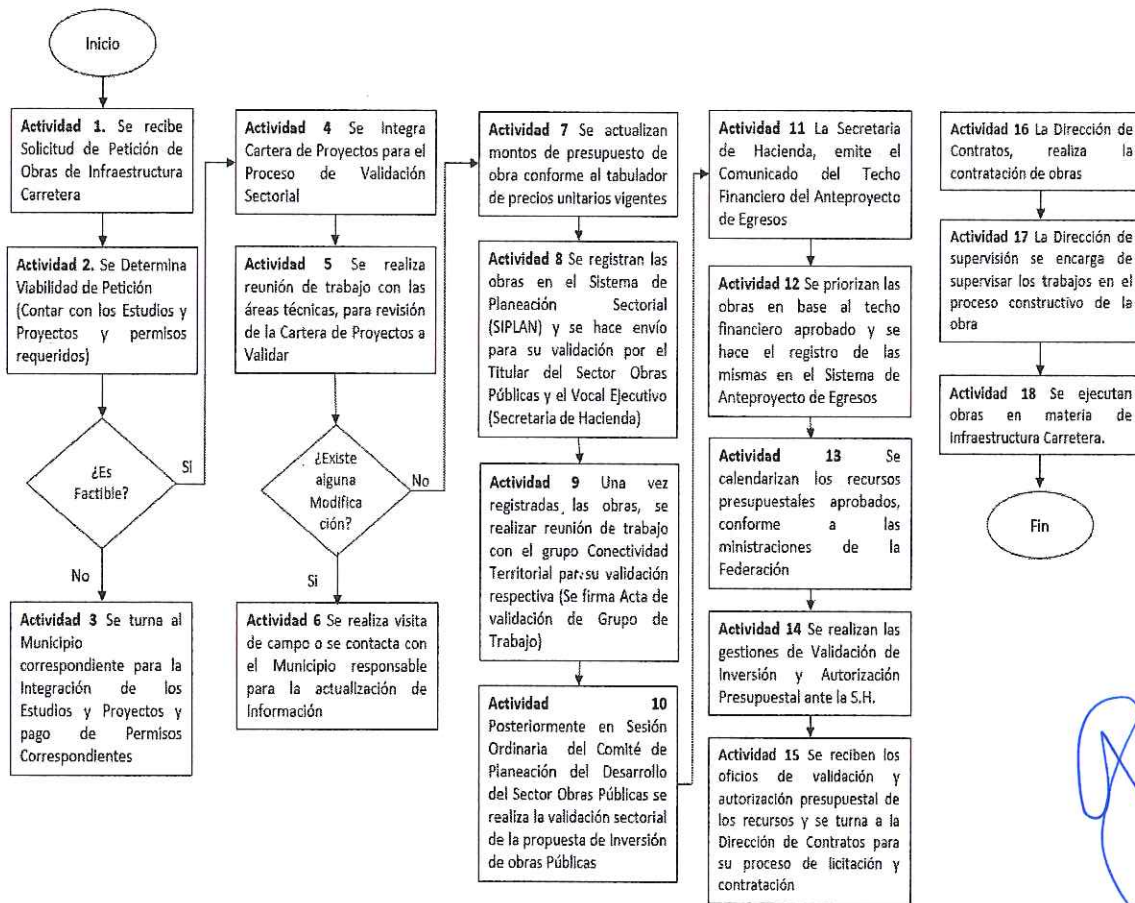 Inicio
Actividad 1. Se recibe
Solicitud de Petición de
Obras de Infraestructura
Carretera
Actividad 2. Se Determina
Viabilidad de Petición
(Contar con los Estudios y
Proyectos y permisos
requeridos)
¿Es
Factible?
Si
No
Actividad 3 Se turna al
Municipio
correspondiente para la
Integración de los
Estudios y Proyectos y
pago de Permisos
Correspondientes
Actividad 4 Se Integra
Cartera de Proyectos para el
Proceso de Validación
Sectorial
Actividad 5 Se realiza
reunión de trabajo con las
áreas técnicas, para revisión
de la Cartera de Proyectos a
Validar
¿Existe
alguna
Modifica
ción?
No
Si
Actividad 6 Se realiza visita
de campo o se contacta con
el Municipio responsable
para la actualización de
Información
Actividad 7 Se actualizan
montos de presupuesto de
obra conforme al tabulador
de precios unitarios vigentes
Actividad 8 Se registran las
obras en el Sistema de
Planeación Sectorial
(SIPLAN) y se hace envío
para su validación por el
Titular del Sector Obras
Públicas y el Vocal Ejecutivo
(Secretaria de Hacienda)
Actividad 9 Una vez
registradas las obras, se
realizar reunión de trabajo
con el grupo Conectividad
Territorial para su validación
respectiva (Se firma Acta de
validación de Grupo de
Trabajo)
Actividad 10
Posteriormente en Sesión
Ordinaria del Comité de
Planeación del Desarrollo
del Sector Obras Públicas se
realiza la validación sectorial
de la propuesta de Inversión
de obras Públicas
Actividad 11 La Secretaria
de Hacienda, emite el
Comunicado del Techo
Financiero del Anteproyecto
de Egresos
Actividad 12 Se priorizan las
obras en base al techo
financiero aprobado y se
hace el registro de las
mismas en el Sistema de
Anteproyecto de Egresos
Actividad 13 Se
calendarizan los recursos
presupuestales aprobados,
conforme a las
ministraciones de la
Federación
Actividad 14 Se realizan las
gestiones de Validación de
Inversión y Autorización
Presupuestal ante la S.H.
Actividad 15 Se reciben los
oficios de validación y
autorización presupuestal de
los recursos y se turna a la
Dirección de Contratos para
su proceso de licitación y
contratación
Actividad 16 La Dirección de
Contratos, realiza la
contratación de obras
Actividad 17 La Dirección de
supervisión se encarga de
supervisar los trabajos en el
proceso constructivo de la
obra
Actividad 18 Se ejecutan
obras en materia de
Infraestructura Carretera.
Fin